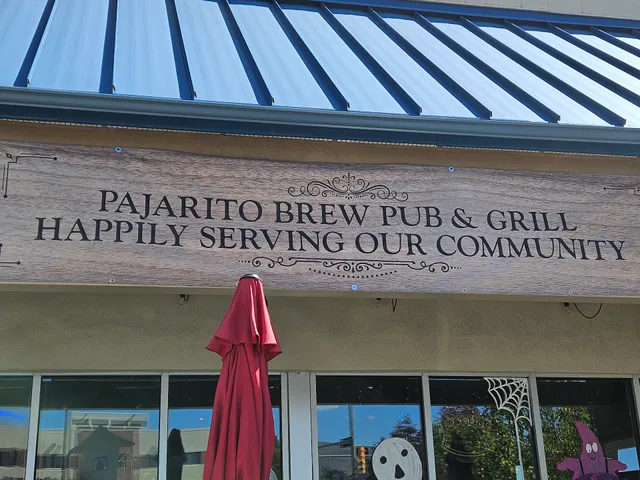 PAJARITO BREW PUB & GRILL
HAPPILY SERVING OUR COMMUNITY